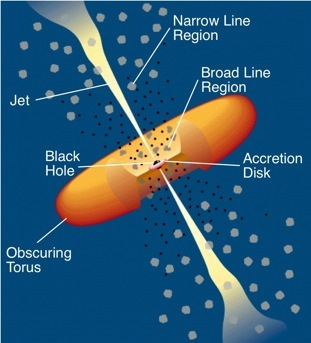 Narrow Line
Region
Broad Line
Region
Jet
Black
Hole
Accretion
Disk
Obscuring
Torus